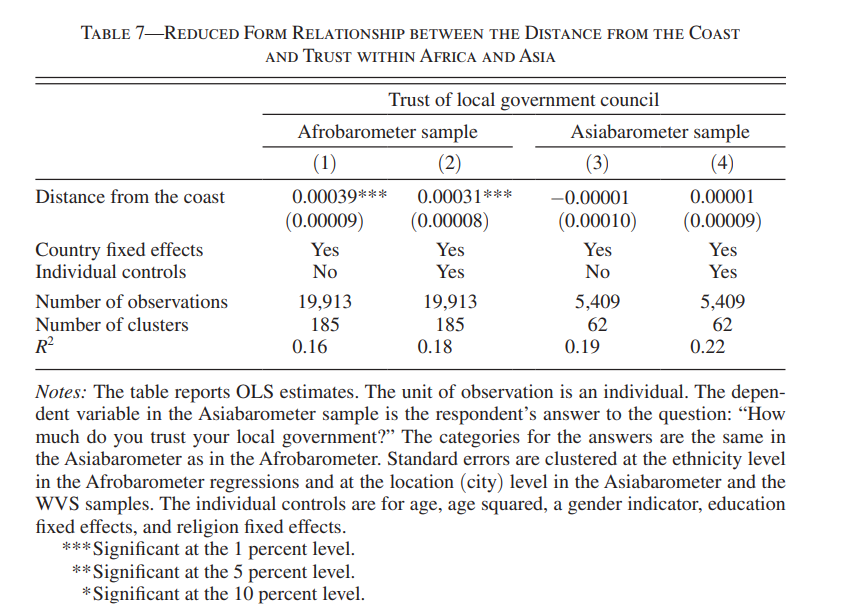 TABLE 7—REDUCED FORM RELATIONSHIP BETWEEN THE DISTANCE FROM THE COAST
AND TRUST WITHIN AFRICA AND ASIA
Trust of local government council
Afrobarometer sample Asiabarometer sample
(1) (2) (3) (4)
Distance from the coast 0.00039*** 0.00031*** −0.00001 0.00001
(0.00009) (0.00008) (0.00010) (0.00009)
Country fixed effects Yes Yes Yes Yes
Individual controls No Yes No Yes
Number of observations 19,913 19,913 5,409 5,409
Number of clusters 185 185 62 62
R² 0.16 0.18 0.19 0.22
Notes: The table reports OLS estimates. The unit of observation is an individual. The depen-
dent variable in the Asiabarometer sample is the respondent’s answer to the question: “How
much do you trust your local government?” The categories for the answers are the same in
the Asiabarometer as in the Afrobarometer. Standard errors are clustered at the ethnicity level
in the Afrobarometer regressions and at the location (city) level in the Asiabarometer and the
WVS samples. The individual controls are for age, age squared, a gender indicator, education
fixed effects, and religion fixed effects.
***Significant at the 1 percent level.
**Significant at the 5 percent level.
*Significant at the 10 percent level.